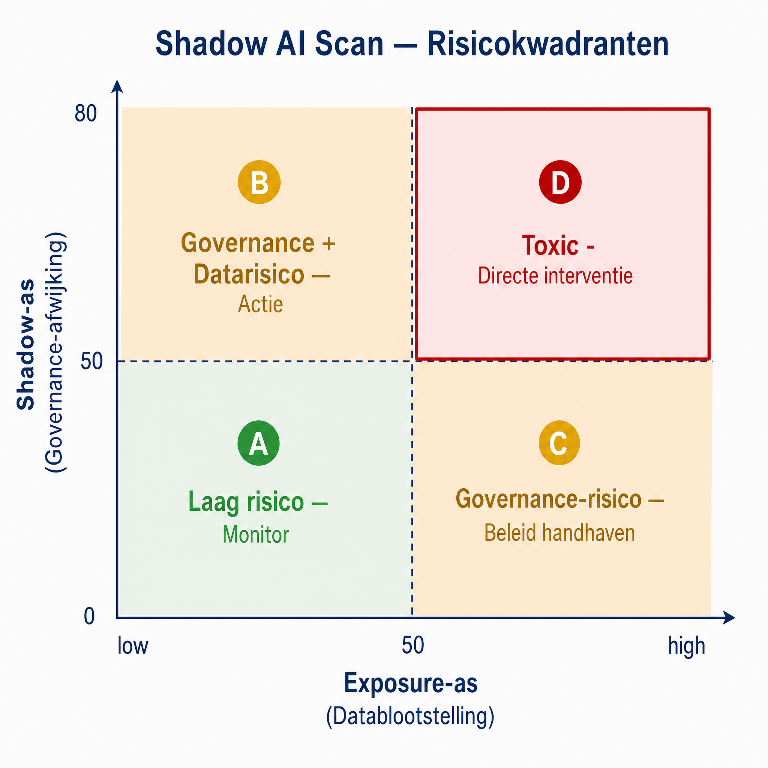 Shadow AI Scan — Risicokwadranten
80
B
Governance +
Datarisico —
Actie
D
Toxic -
Directe interventie
Shadow-as
(Governance-afwijking)
50
A
Laag risico —
Monitor
C
Governance-risico —
Beleid handhaven
0
low
50
high
Exposure-as
(Datablootstelling)